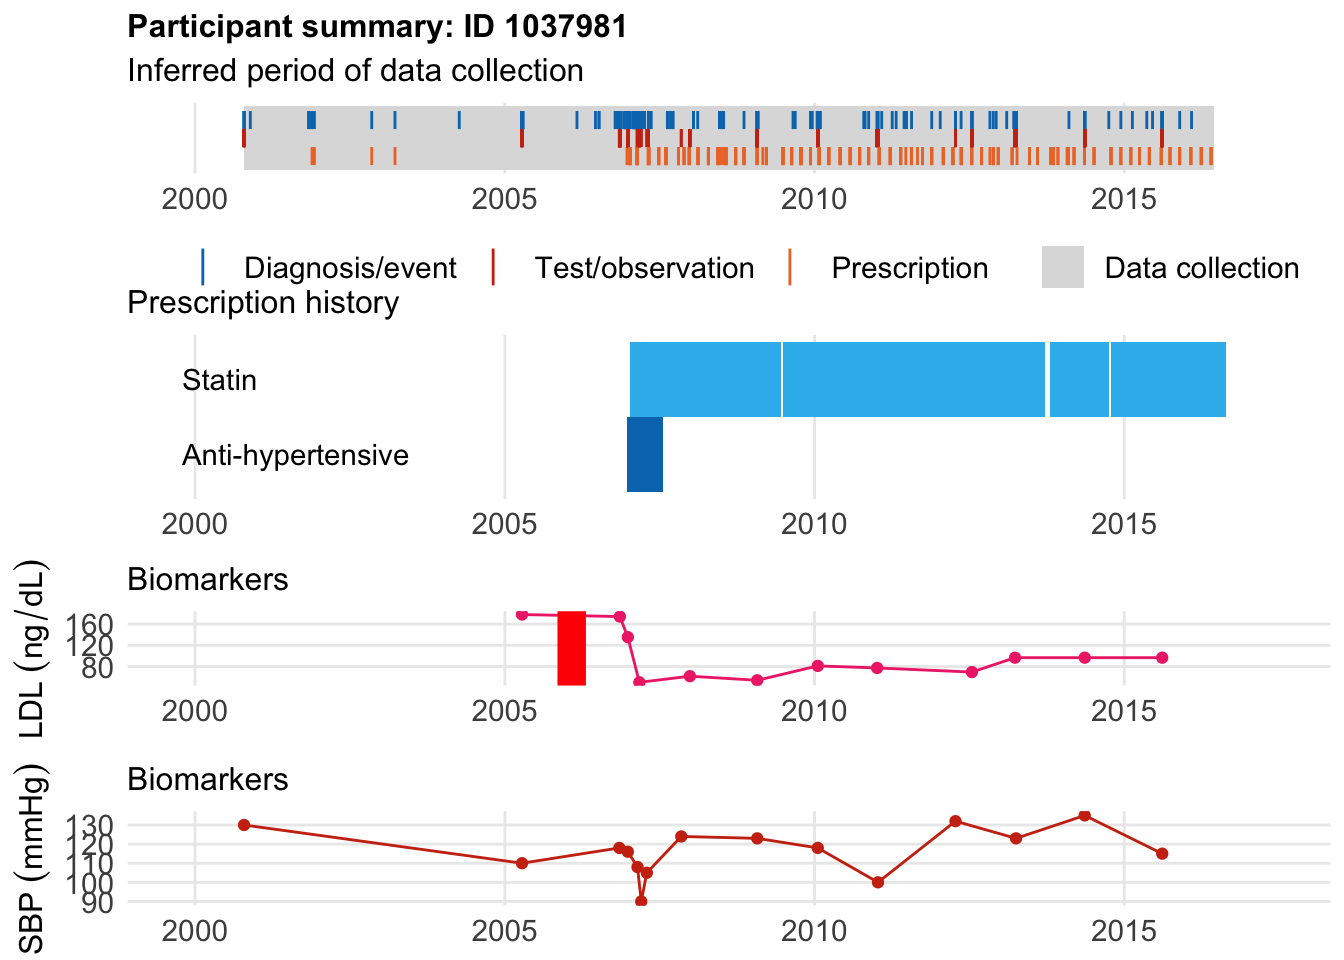 Participant summary: ID 1037981
Inferred period of data collection
2000 2005 2010 2015
Diagnosis/event Test/observation Prescription Data collection
Prescription history
Statin
Anti-hypertensive
2000 2005 2010 2015
Biomarkers
LDL (ng/dL)
160
120
80
2000 2005 2010 2015
Biomarkers
SBP (mmHg)
130
120
110
100
90
2000 2005 2010 2015